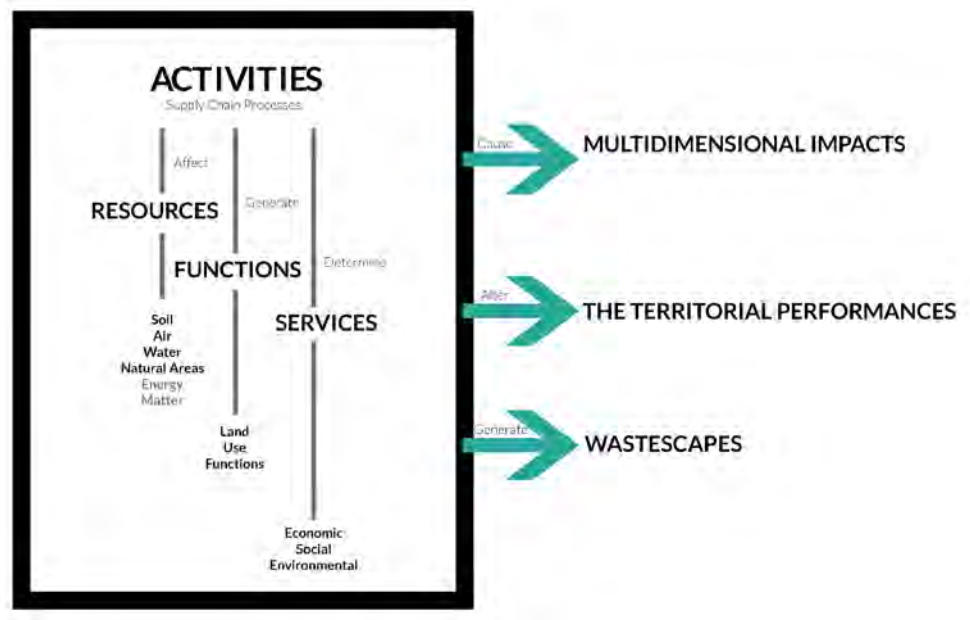 ACTIVITIES
Supply Chain Processes
Affect
RESOURCES
Generate
FUNCTIONS
Determine
SERVICES
Soil
Air
Water
Natural Areas
Energy
Matter
Land
Use
Functions
Economic
Social
Environmental
Cause
MULTIDIMENSIONAL IMPACTS
Alter
THE TERRITORIAL PERFORMANCES
Generate
WASTESCAPES